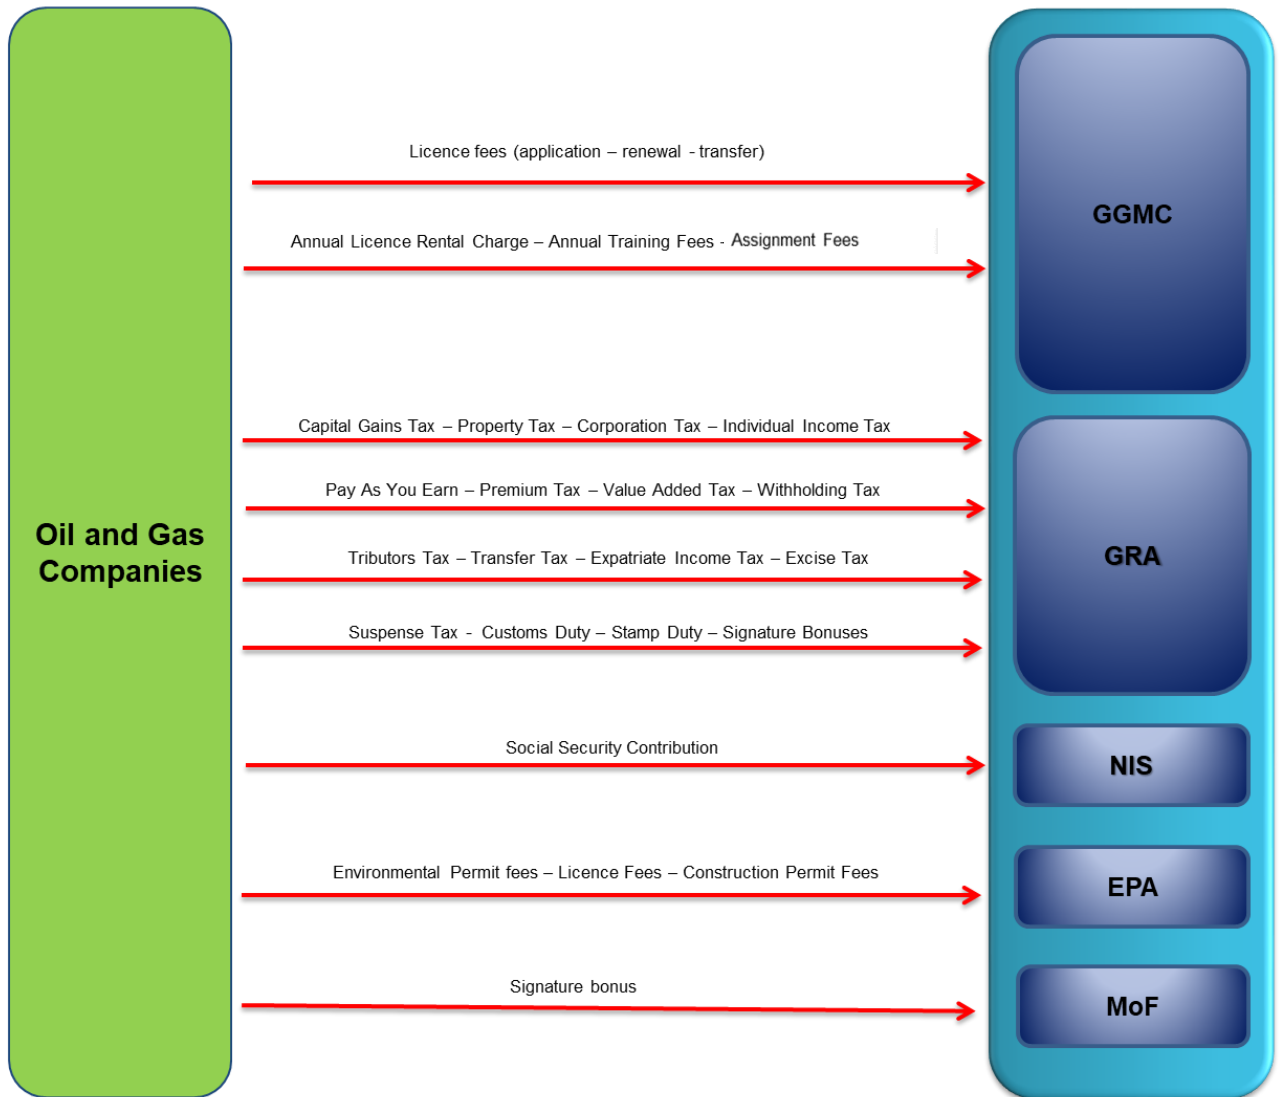 Licence fees (application – renewal - transfer)
GGMC
Annual Licence Rental Charge – Annual Training Fees - Assignment Fees
Capital Gains Tax – Property Tax – Corporation Tax – Individual Income Tax
Pay As You Earn – Premium Tax – Value Added Tax – Withholding Tax
Oil and Gas
Companies
Tributors Tax – Transfer Tax – Expatriate Income Tax – Excise Tax
GRA
Suspense Tax - Customs Duty – Stamp Duty – Signature Bonuses
Social Security Contribution
NIS
Environmental Permit fees – Licence Fees – Construction Permit Fees
EPA
Signature bonus
MoF